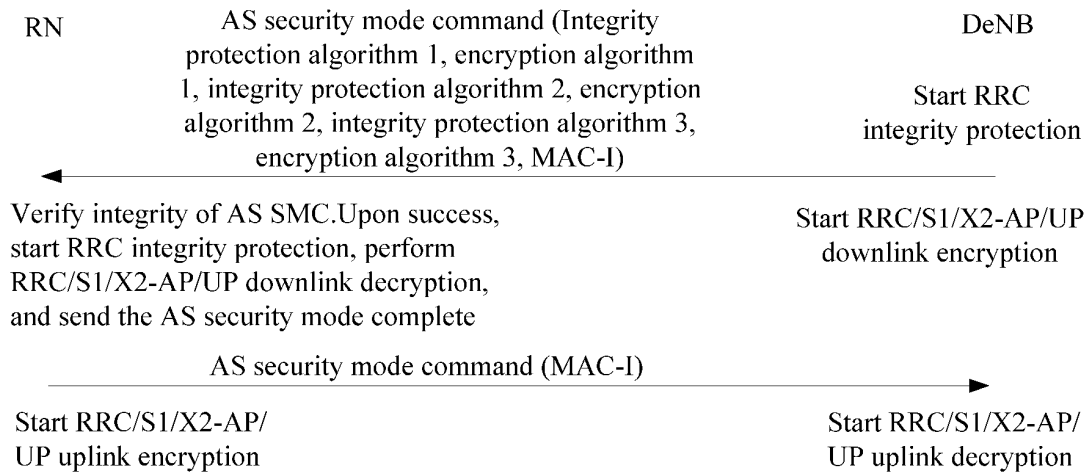 RN
AS security mode command (Integrity
protection algorithm 1, encryption algorithm
1, integrity protection algorithm 2, encryption
algorithm 2, integrity protection algorithm 3,
encryption algorithm 3, MAC-I)
DeNB
Start RRC
integrity protection
Verify integrity of AS SMC.Upon success,
start RRC integrity protection, perform
RRC/S1/X2-AP/UP downlink decryption,
and send the AS security mode complete
Start RRC/S1/X2-AP/UP
downlink encryption
AS security mode command (MAC-I)
Start RRC/S1/X2-AP/
UP uplink encryption
Start RRC/S1/X2-AP/
UP uplink decryption